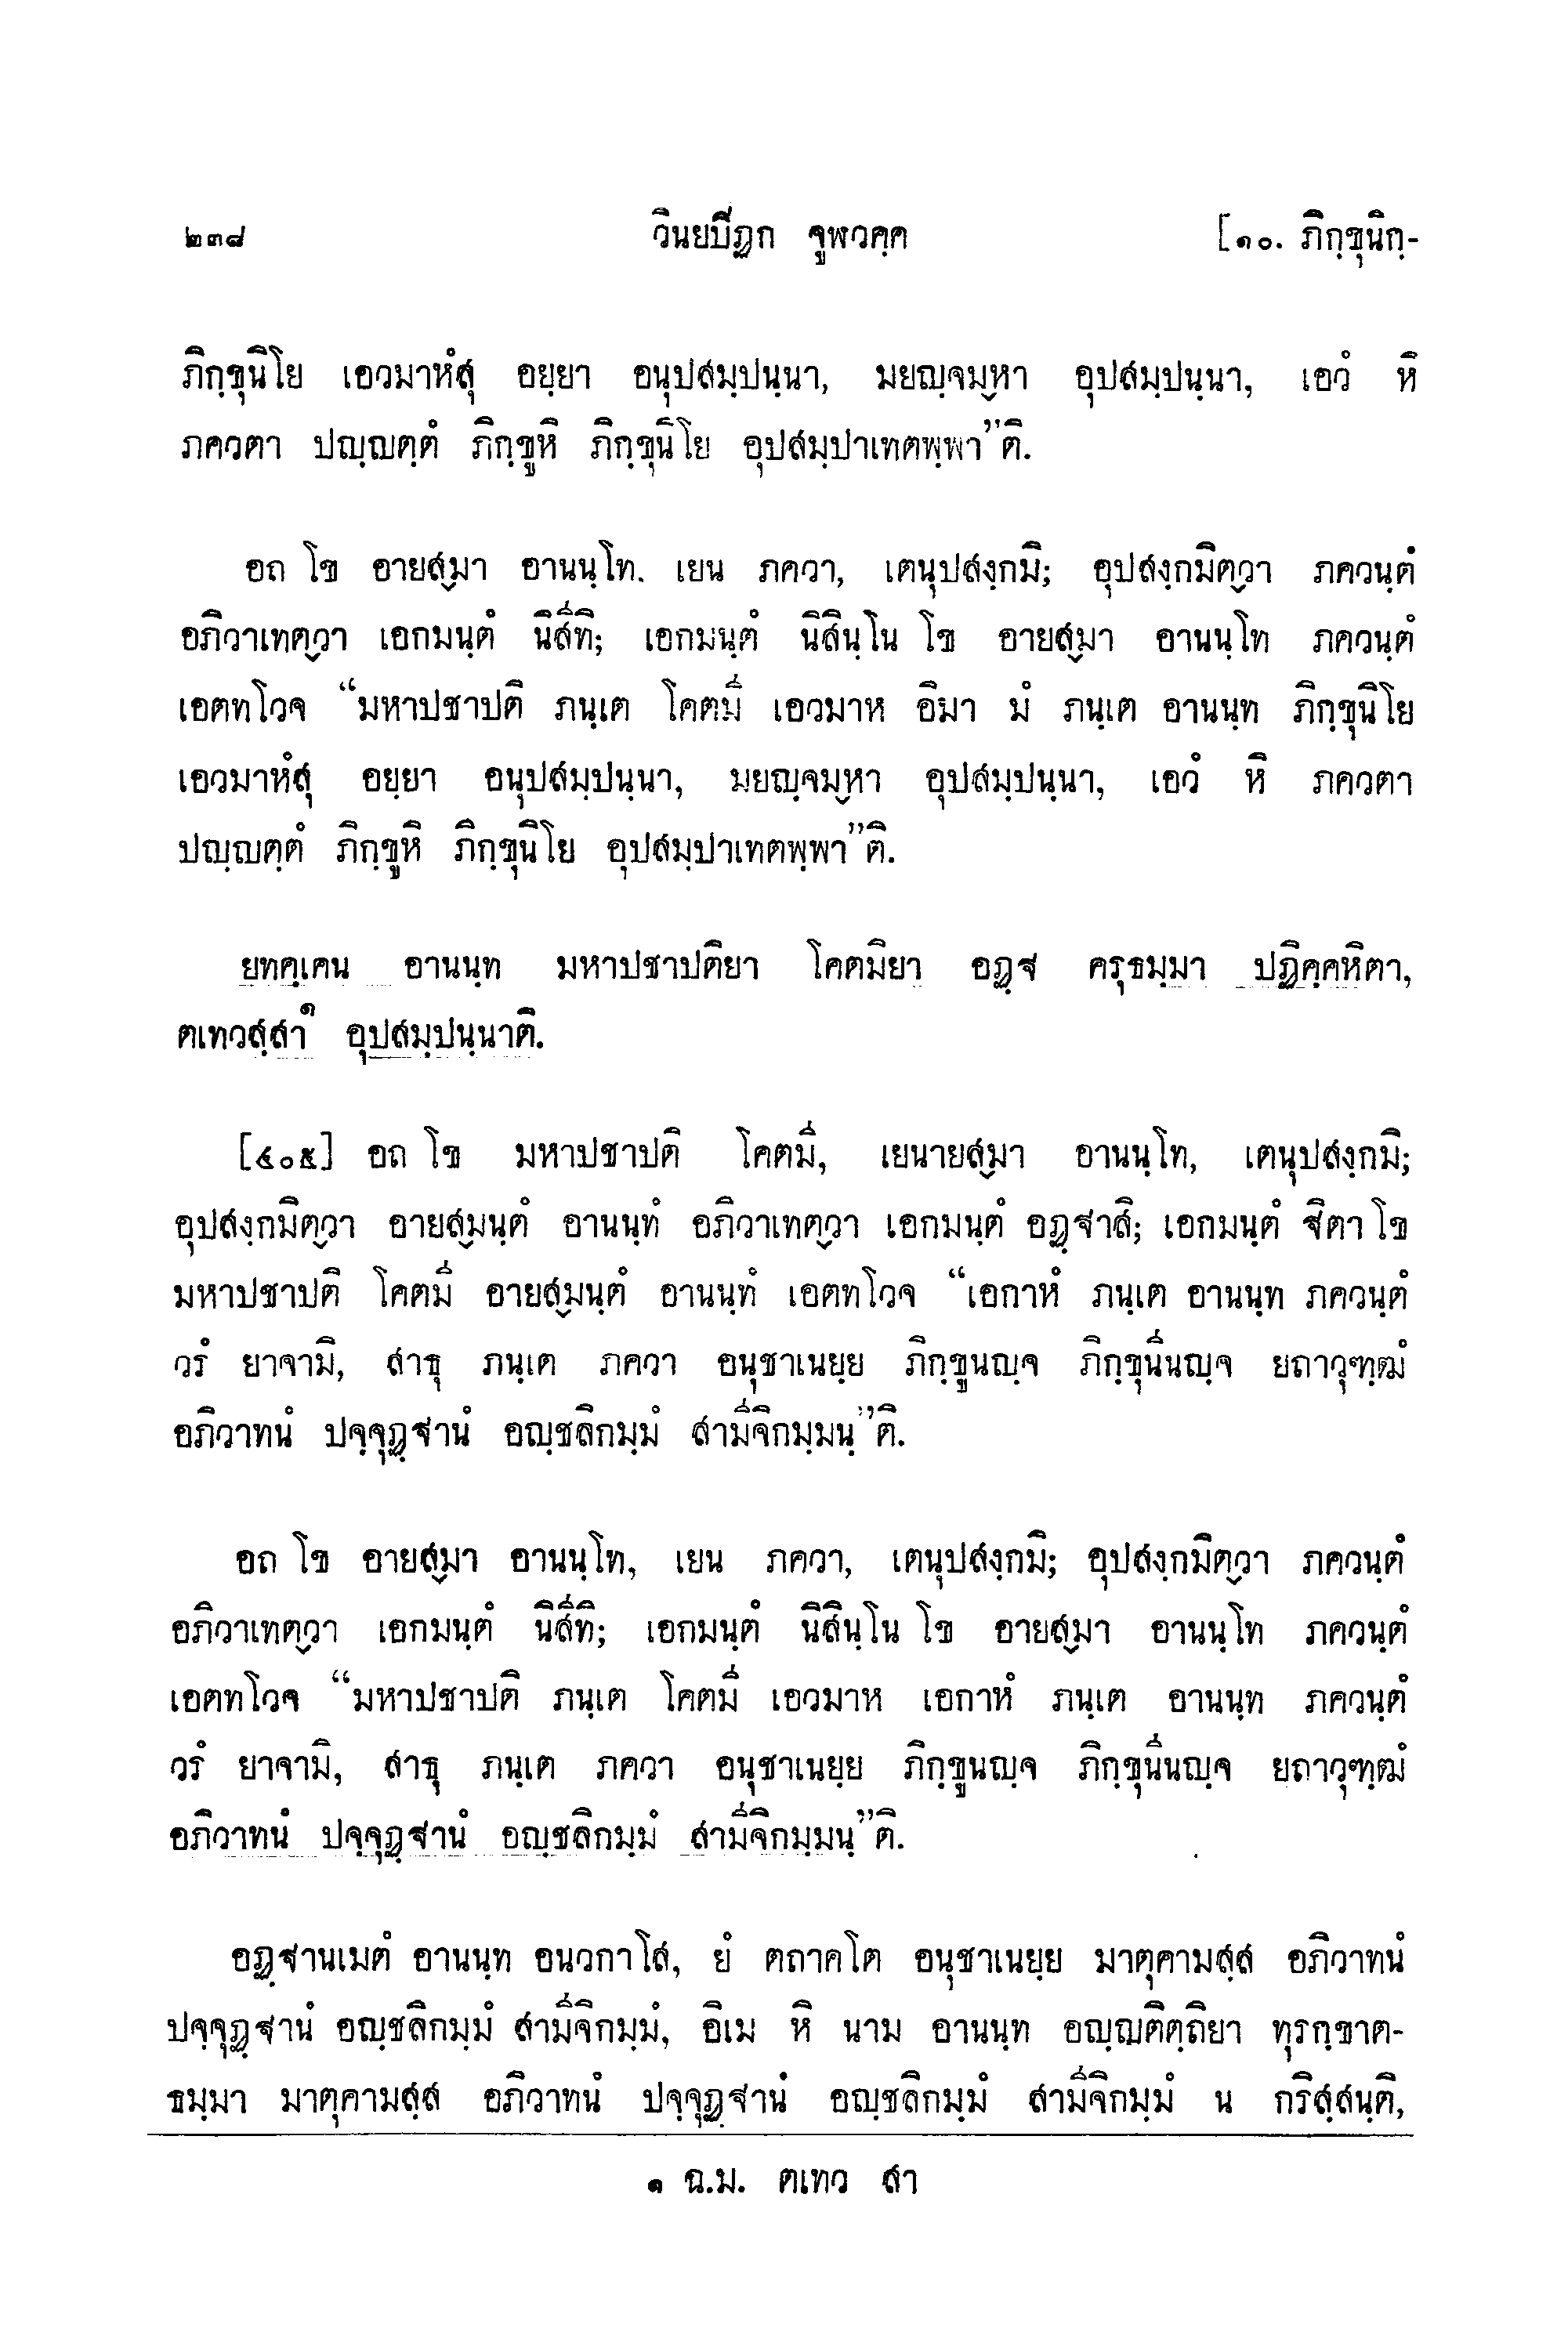 ๒๓๘ วินยปิฏก จูฬวคฺค [๑๐. ภิกฺขุนิกฺ-
ภิกฺขุนิโย เอวมาหํสุ อยฺยา อนุปสมฺปนฺนา, มยญฺจมฺหา อุปสมฺปนฺนา, เอวํ หิ
ภควตา ปญฺญตฺตํ ภิกฺขูหิ ภิกฺขุนิโย อุปสมฺปาเทตพฺพา”ติ.
อถ โข อายสฺมา อานนฺโท. เยน ภควา, เตนุปสงฺกมิ; อุปสงฺกมิตฺวา ภควนฺตํ
อภิวาเทตฺวา เอกมนฺตํ นิสีทิ; เอกมนฺตํ นิสินฺโน โข อายสฺมา อานนฺโท ภควนฺตํ
เอตทโวจ “มหาปชาปติ ภนฺเต โคตมี เอวมาห อิมา มํ ภนฺเต อานนฺท ภิกฺขุนิโย
เอวมาหํสุ อยฺยา อนุปสมฺปนฺนา, มยญฺจมฺหา อุปสมฺปนฺนา, เอวํ หิ ภควตา
ปญฺญตฺตํ ภิกฺขูหิ ภิกฺขุนิโย อุปสมฺปาเทตพฺพา”ติ.
ยทคฺเคน อานนฺท มหาปชาปติยา โคตมิยา อฏฺฐ ครุธมฺมา ปฏิคฺคหิตา,
ตเทวสฺสา๑ อุปสมฺปนฺนาติ.
[๔๐๕] อถ โข มหาปชาปติ โคตมี, เยนายสฺมา อานนฺโท, เตนุปสงฺกมิ;
อุปสงฺกมิตฺวา อายสฺมนฺตํ อานนฺทํ อภิวาเทตฺวา เอกมนฺตํ อฏฺฐาสิ; เอกมนฺตํ ฐิตา โข
มหาปชาปติ โคตมี อายสฺมนฺตํ อานนฺทํ เอตทโวจ “เอกาหํ ภนฺเต อานนฺท ภควนฺตํ
วรํ ยาจามิ, สาธุ ภนฺเต ภควา อนุชาเนยฺย ภิกฺขูนญฺจ ภิกฺขุนีนญฺจ ยถาวุฑฺฒํ
อภิวาทนํ ปจฺจุฏฺฐานํ อญฺชลิกมฺมํ สามีจิกมฺมนฺ”ติ.
อถ โข อายสฺมา อานนฺโท, เยน ภควา, เตนุปสงฺกมิ; อุปสงฺกมิตฺวา ภควนฺตํ
อภิวาเทตฺวา เอกมนฺตํ นิสีทิ; เอกมนฺตํ นิสินฺโน โข อายสฺมา อานนฺโท ภควนฺตํ
เอตทโวจ “มหาปชาปติ ภนฺเต โคตมี เอวมาห เอกาหํ ภนฺเต อานนฺท ภควนฺตํ
วรํ ยาจามิ, สาธุ ภนฺเต ภควา อนุชาเนยฺย ภิกฺขูนญฺจ ภิกฺขุนีนญฺจ ยถาวุฑฺฒํ
อภิวาทนํ ปจฺจุฏฺฐานํ อญฺชลิกมฺมํ สามีจิกมฺมนฺ”ติ.
อฏฺฐานเมตํ อานนฺท อนวกาโส, ยํ ตถาคโต อนุชาเนยฺย มาตุคามสฺส อภิวาทนํ
ปจฺจุฏฺฐานํ อญฺชลิกมฺมํ สามีจิกมฺมํ, อิเม หิ นาม อานนฺท อญฺญติตฺถิยา ทุรกฺขาต-
ธมฺมา มาตุคามสฺส อภิวาทนํ ปจฺจุฏฺฐานํ อญฺชลิกมฺมํ สามีจิกมฺมํ น กริสฺสนฺติ,
๑ ฉ.ม. ตเทว สา